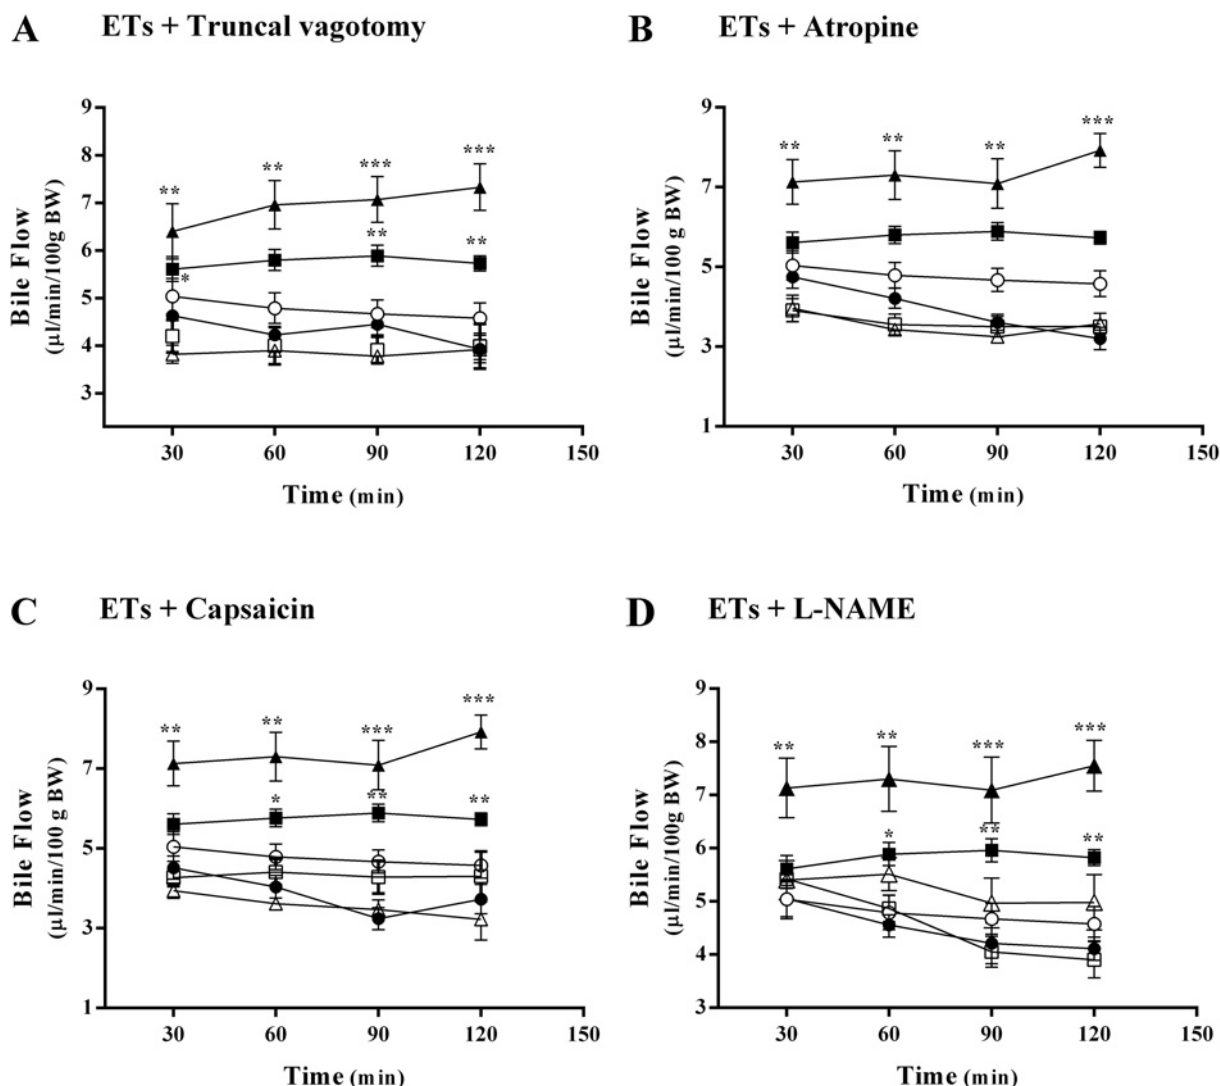 A ETs + Truncal vagotomy
9
8
7
6
5
4
3
** ** *** ***
** **
*
Bile Flow
(µl/min/100g BW)
30 60 90 120 150
Time (min)
B ETs + Atropine
9
7
5
3
1
** ** ** ***
Bile Flow
(µl/min/100g BW)
30 60 90 120 150
Time (min)
C ETs + Capsaicin
9
7
5
3
1
** ** *** ***
* ** **
Bile Flow
(µl/min/100 g BW)
30 60 90 120 150
Time (min)
D ETs + L-NAME
9
8
7
6
5
4
3
** ** *** ***
* ** **
Bile Flow
(µl/min/100g BW)
30 60 90 120 150
Time (min)